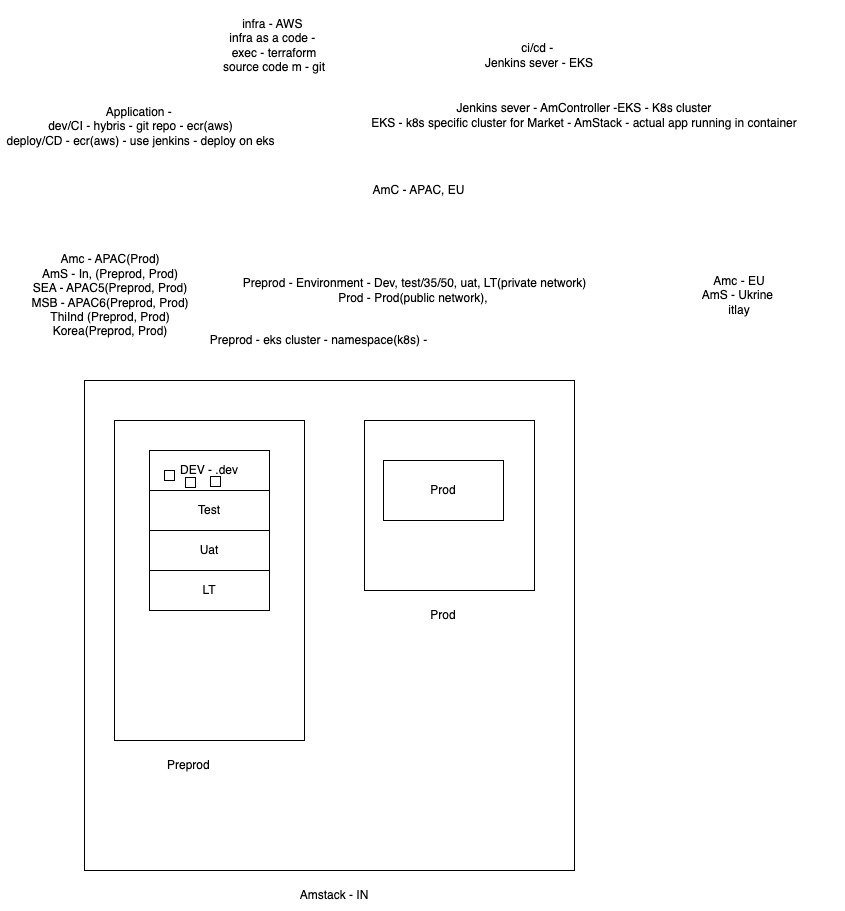 infra - AWS
infra as a code -
exec - terraform
source code m - git
ci/cd -
Jenkins sever - EKS
Application -
dev/CI - hybris - git repo - ecr(aws)
deploy/CD - ecr(aws) - use jenkins - deploy on eks
Jenkins sever - AmController -EKS - K8s cluster
EKS - k8s specific cluster for Market - AmStack - actual app running in container
AmC - APAC, EU
Amc - APAC(Prod)
AmS - In, (Preprod, Prod)
SEA - APAC5(Preprod, Prod)
MSB - APAC6(Preprod, Prod)
ThiInd (Preprod, Prod)
Korea(Preprod, Prod)
Preprod - Environment - Dev, test/35/50, uat, LT(private network)
Prod - Prod(public network),
Amc - EU
AmS - Ukrine
itlay
Preprod - eks cluster - namespace(k8s) -
DEV - .dev
Test
Uat
LT
Preprod
Prod
Prod
Amstack - IN